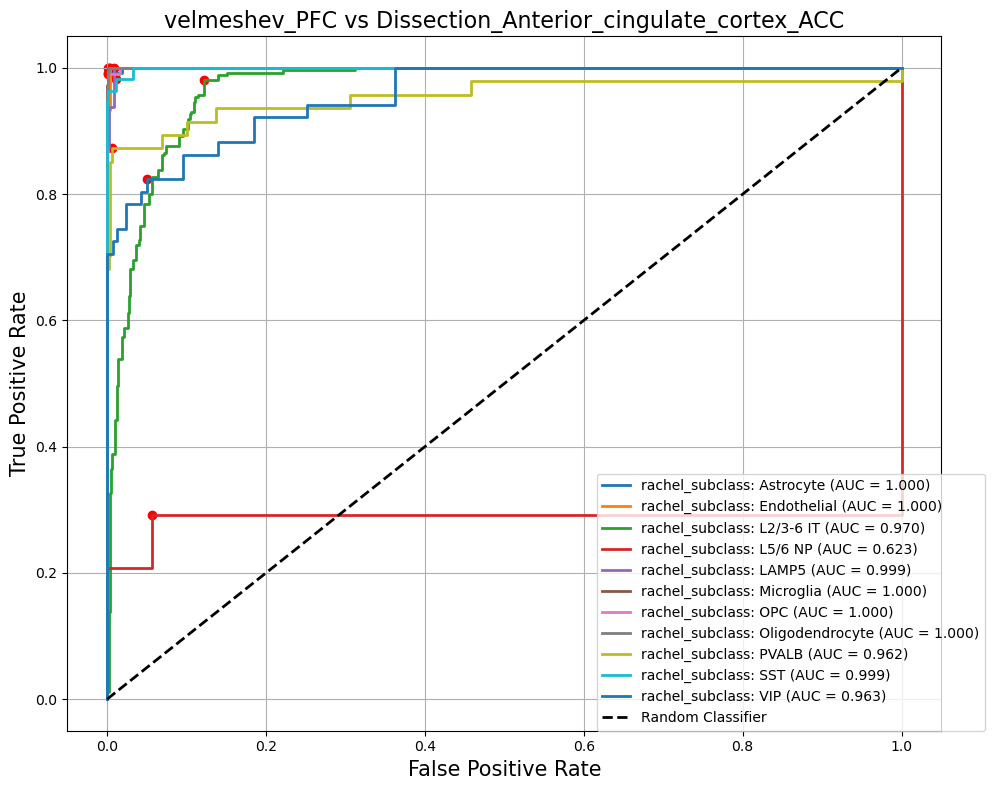 velmeshev_PFC vs Dissection_Anterior_cingulate_cortex_ACC
True Positive Rate
1.0
0.8
0.6
0.4
0.2
0.0
rachel_subclass: Astrocyte (AUC = 1.000)
rachel_subclass: Endothelial (AUC = 1.000)
rachel_subclass: L2/3-6 IT (AUC = 0.970)
rachel_subclass: L5/6 NP (AUC = 0.623)
rachel_subclass: LAMP5 (AUC = 0.999)
rachel_subclass: Microglia (AUC = 1.000)
rachel_subclass: OPC (AUC = 1.000)
rachel_subclass: Oligodendrocyte (AUC = 1.000)
rachel_subclass: PVALB (AUC = 0.962)
rachel_subclass: SST (AUC = 0.999)
rachel_subclass: VIP (AUC = 0.963)
Random Classifier
0.0 0.2 0.4 0.6 0.8 1.0
False Positive Rate